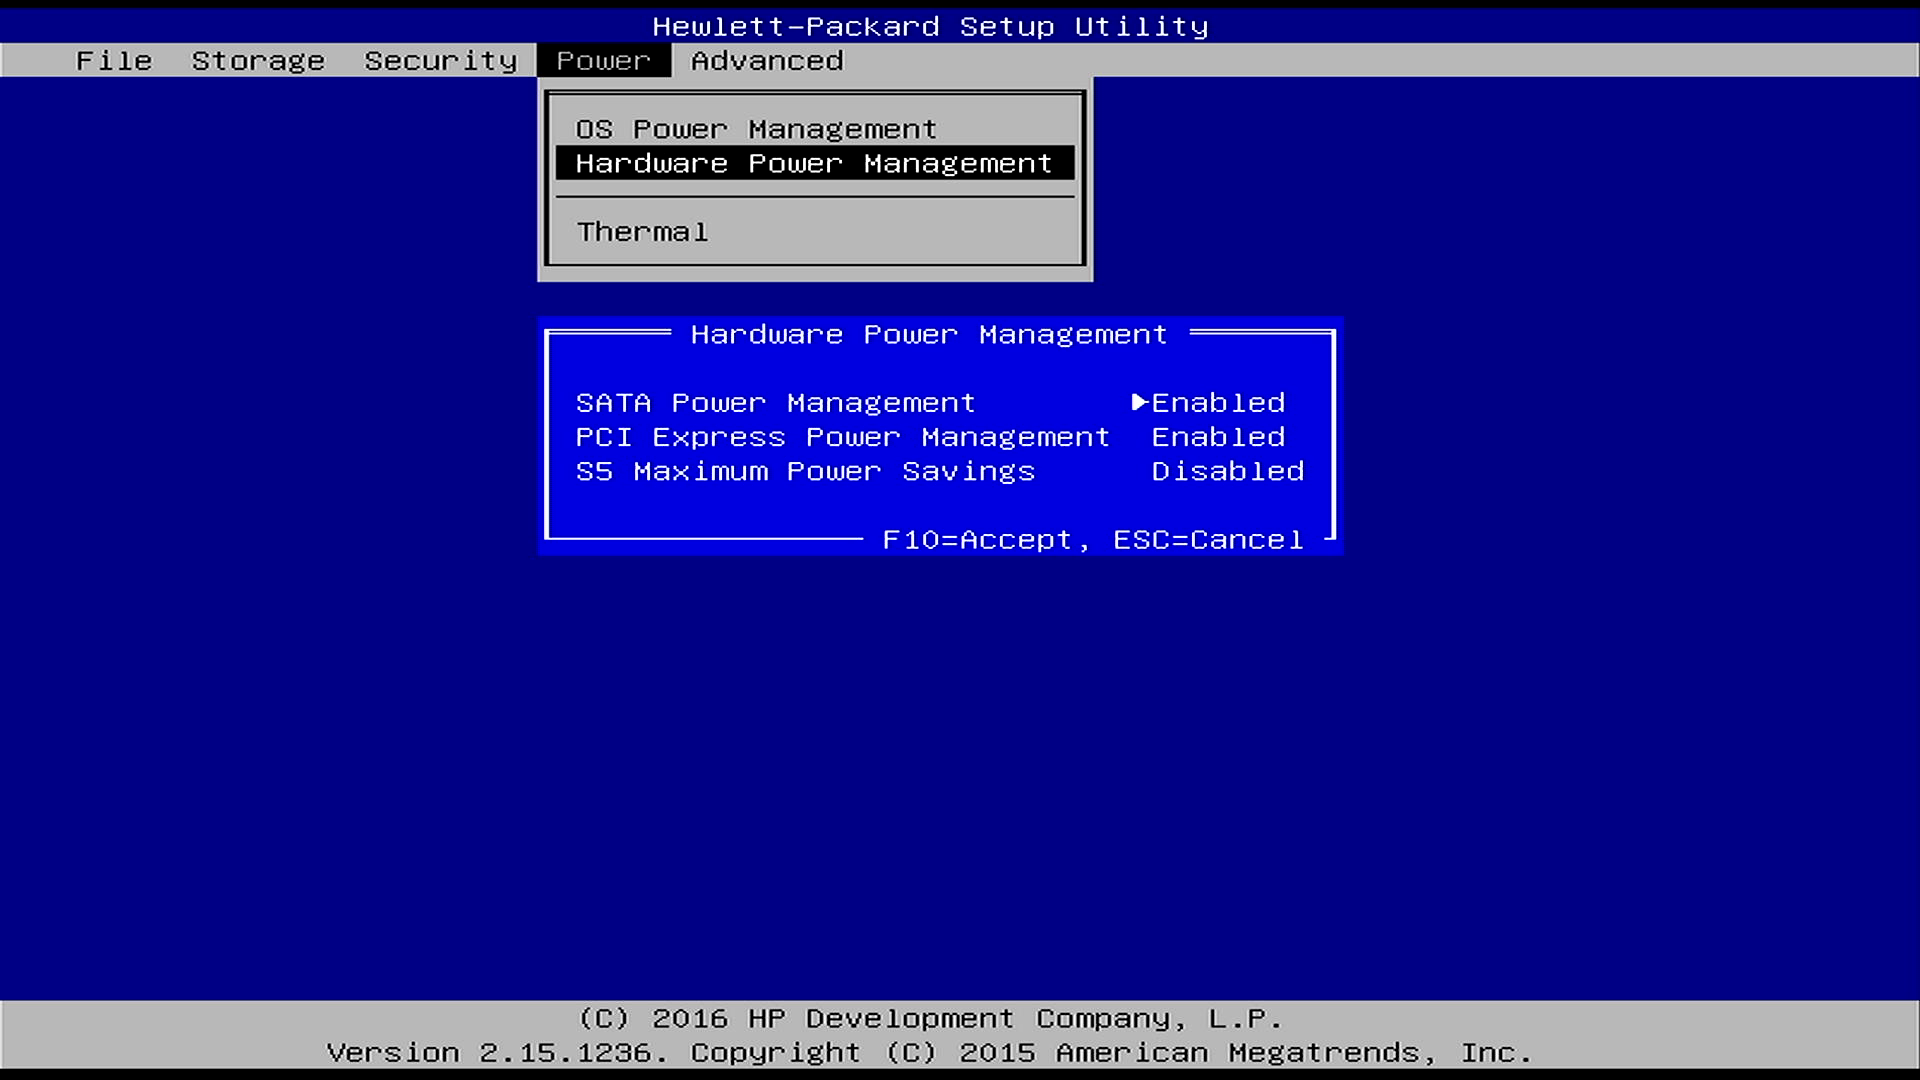 Hewlett-Packard Setup Utility
File Storage Security Power Advanced
OS Power Management
Hardware Power Management
Thermal
Hardware Power Management
SATA Power Management ▶Enabled
PCI Express Power Management Enabled
S5 Maximum Power Savings Disabled
F10=Accept, ESC=Cancel
(C) 2016 HP Development Company, L.P.
Version 2.15.1236. Copyright (C) 2015 American Megatrends, Inc.